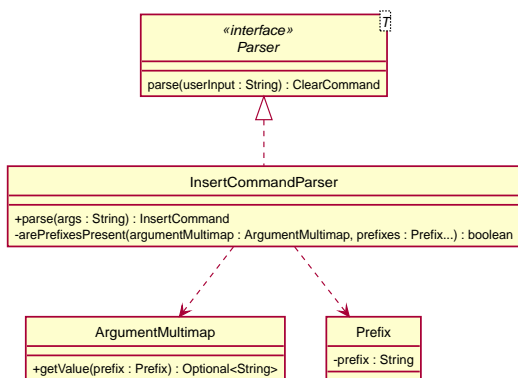 «interface»
Parser
T
parse(userInput : String) : ClearCommand
InsertCommandParser
+parse(args : String) : InsertCommand
-arePrefixesPresent(argumentMultimap : ArgumentMultimap, prefixes : Prefix...) : boolean
ArgumentMultimap
+getValue(prefix : Prefix) : Optional<String>
Prefix
-prefix : String